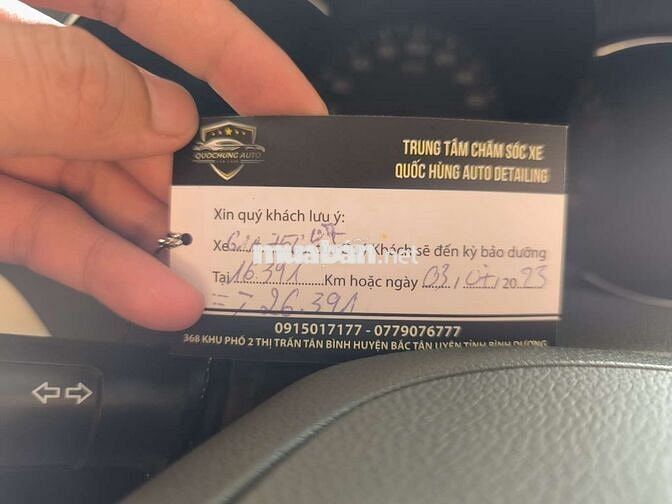 QUOCHUNG AUTO
TRUNG TÂM CHĂM SÓC XE
QUỐC HÙNG AUTO DETAILING
Xin quý khách lưu ý:
Xe Khách sẽ đến kỳ bảo dưỡng
muaban.net
Tại 16.391 Km hoặc ngày 03, 07, 2023
=> 26.391
0915017177 - 0779076777
368 KHU PHỐ 2 THỊ TRẤN TÂN BÌNH HUYỆN BẮC TÂN UYÊN TỈNH BÌNH DƯƠNG